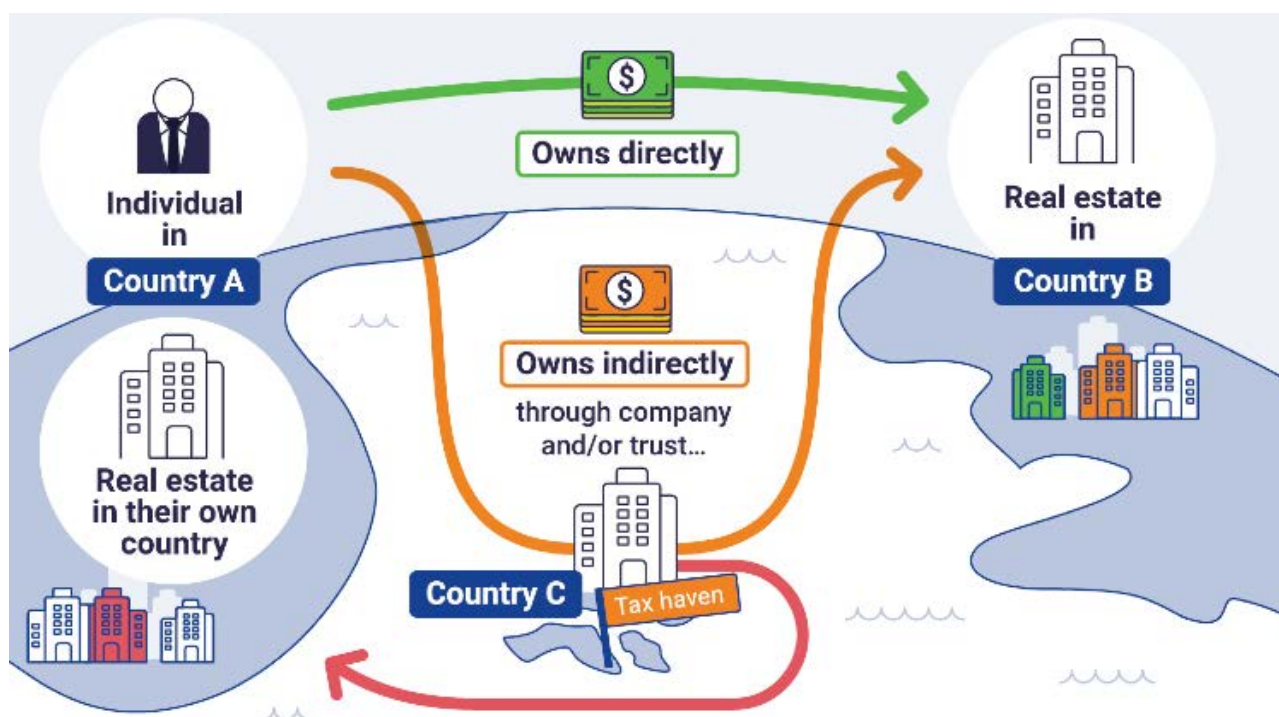 $
Owns directly
Individual
in
Country A
Real estate
in
Country B
$
Owns indirectly
through company
and/or trust…
Real estate
in their own
country
Country C
Tax haven